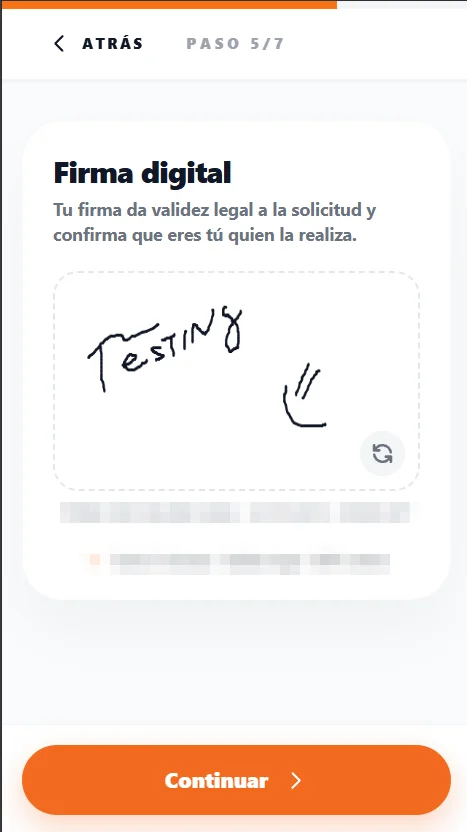 ATRÁS PASO 5/7
Firma digital
Tu firma da validez legal a la solicitud y
confirma que eres tú quien la realiza.
TesTINg
Continuar